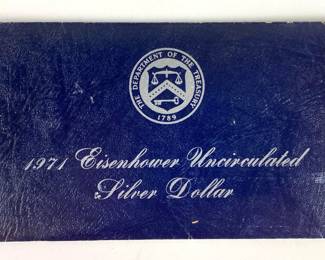 THE DEPARTMENT OF THE TREASURY
1789
1971 Eisenhower Uncirculated
Silver Dollar